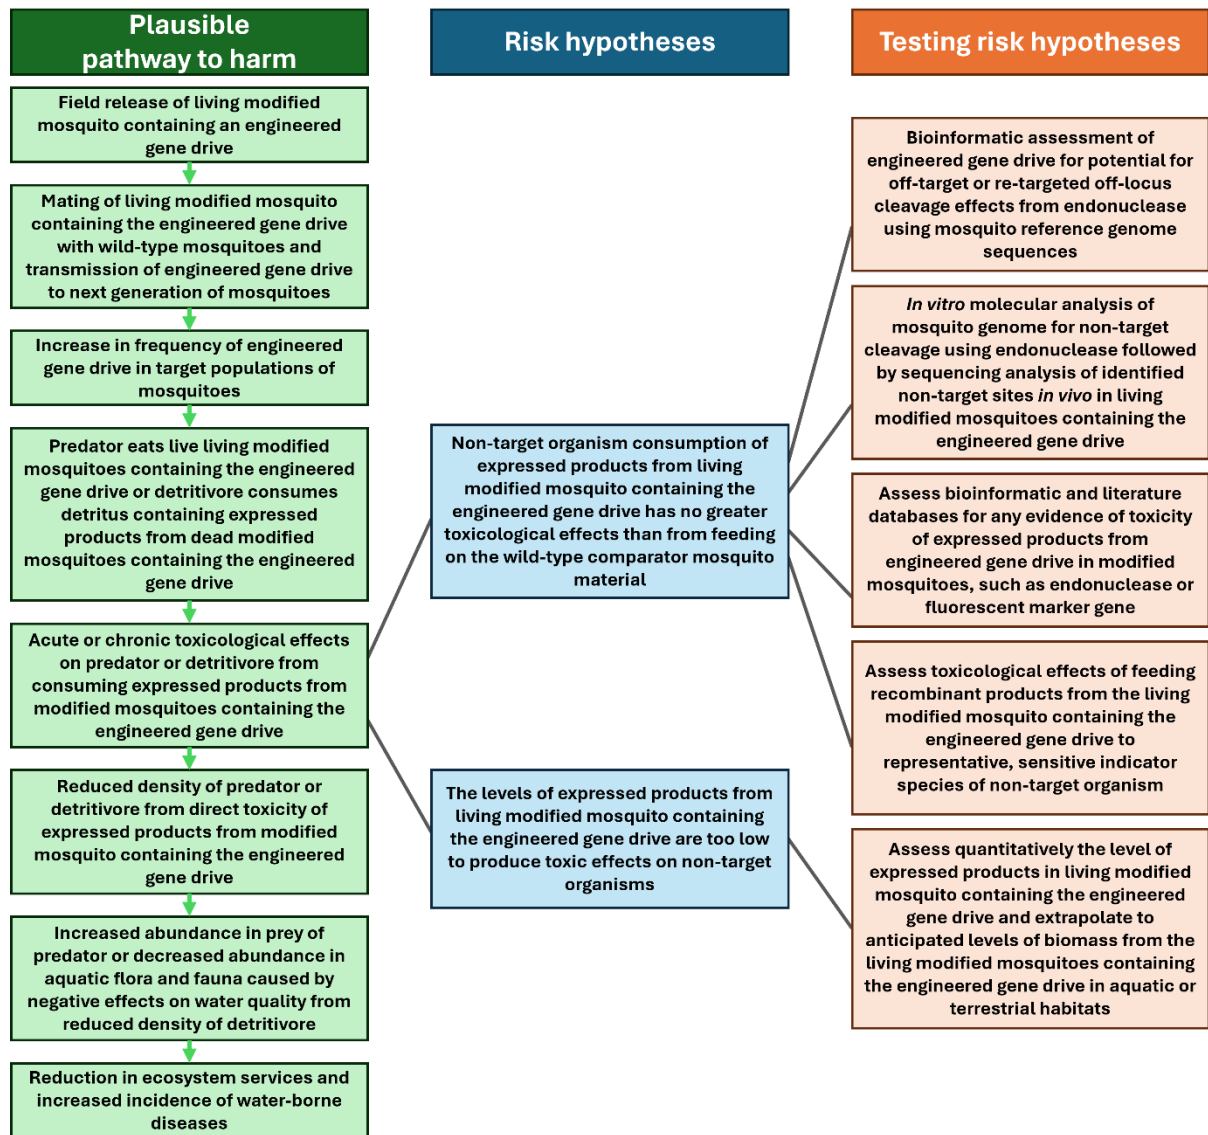 Plausible
pathway to harm
Field release of living modified
mosquito containing an engineered
gene drive
Mating of living modified mosquito
containing the engineered gene drive
with wild-type mosquitoes and
transmission of engineered gene drive
to next generation of mosquitoes
Increase in frequency of engineered
gene drive in target populations of
mosquitoes
Predator eats live living modified
mosquitoes containing the engineered
gene drive or detritivore consumes
detritus containing expressed
products from dead modified
mosquitoes containing the engineered
gene drive
Acute or chronic toxicological effects
on predator or detritivore from
consuming expressed products from
modified mosquitoes containing the
engineered gene drive
Reduced density of predator or
detritivore from direct toxicity of
expressed products from modified
mosquito containing the engineered
gene drive
Increased abundance in prey of
predator or decreased abundance in
aquatic flora and fauna caused by
negative effects on water quality from
reduced density of detritivore
Reduction in ecosystem services and
increased incidence of water-borne
diseases
Risk hypotheses
Non-target organism consumption of
expressed products from living
modified mosquito containing the
engineered gene drive has no greater
toxicological effects than from feeding
on the wild-type comparator mosquito
material
The levels of expressed products from
living modified mosquito containing
the engineered gene drive are too low
to produce toxic effects on non-target
organisms
Testing risk hypotheses
Bioinformatic assessment of
engineered gene drive for potential for
off-target or re-targeted off-locus
cleavage effects from endonuclease
using mosquito reference genome
sequences
In vitro molecular analysis of
mosquito genome for non-target
cleavage using endonuclease followed
by sequencing analysis of identified
non-target sites in vivo in living
modified mosquitoes containing the
engineered gene drive
Assess bioinformatic and literature
databases for any evidence of toxicity
of expressed products from
engineered gene drive in modified
mosquitoes, such as endonuclease or
fluorescent marker gene
Assess toxicological effects of feeding
recombinant products from the living
modified mosquito containing the
engineered gene drive to
representative, sensitive indicator
species of non-target organism
Assess quantitatively the level of
expressed products in living modified
mosquito containing the engineered
gene drive and extrapolate to
anticipated levels of biomass from the
living modified mosquitoes containing
the engineered gene drive in aquatic or
terrestrial habitats